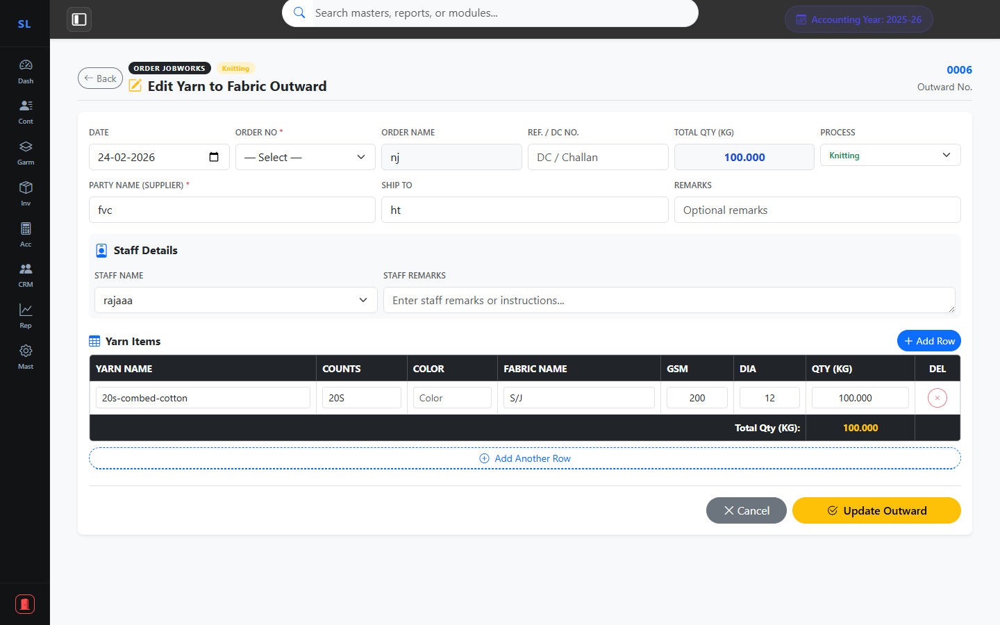 SL
Search masters, reports, or modules...
Accounting Year: 2025-26
Dash
Cont
Garm
Inv
Acc
CRM
Rep
Mast
Back
ORDER JOBWORKS Knitting
Edit Yarn to Fabric Outward
0006
Outward No.
DATE ORDER NO * ORDER NAME REF. / DC NO. TOTAL QTY (KG) PROCESS
24-02-2026 — Select — nj DC / Challan 100.000 Knitting
PARTY NAME (SUPPLIER) * SHIP TO REMARKS
fvc ht Optional remarks
Staff Details
STAFF NAME STAFF REMARKS
rajaaa Enter staff remarks or instructions...
Yarn Items
Add Row
YARN NAME COUNTS COLOR FABRIC NAME GSM DIA QTY (KG) DEL
20s-combed-cotton 20S Color S/J 200 12 100.000
Total Qty (KG): 100.000
Add Another Row
Cancel
Update Outward